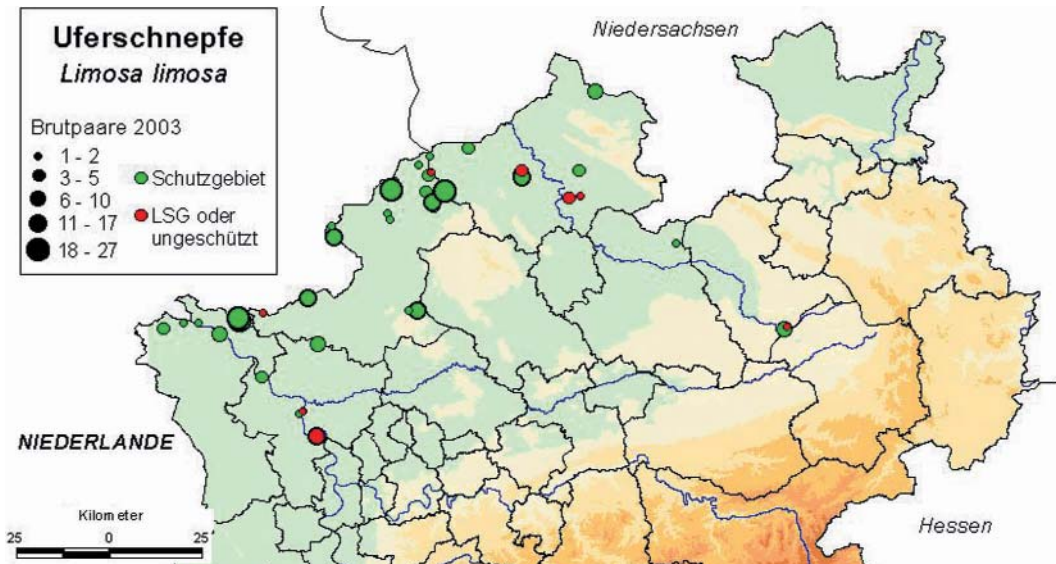 Uferschnepfe
Limosa limosa
Brutpaare 2003
1 - 2
3 - 5
6 - 10
11 - 17
18 - 27
Schutzgebiet
LSG oder
ungeschützt
Niedersachsen
NIEDERLANDE
Hessen
Kilometer
25 0 25